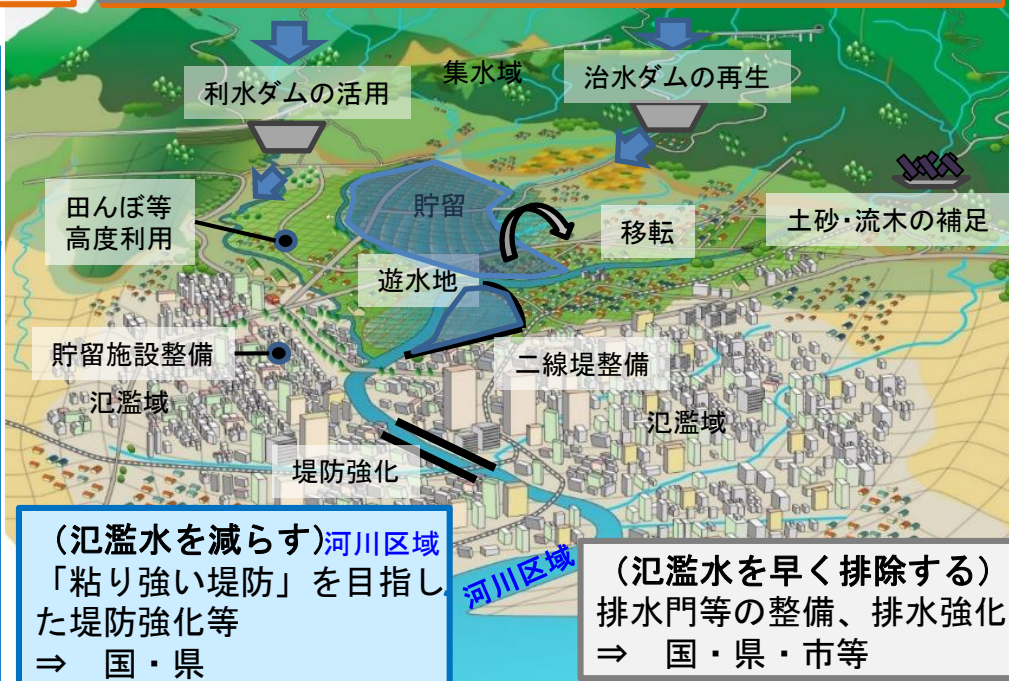 集水域
利水ダムの活用
治水ダムの再生
田んぼ等
高度利用
貯留
移転
土砂・流木の補足
遊水地
貯留施設整備
二線堤整備
氾濫域
氾濫域
堤防強化
（氾濫水を減らす）河川区域
「粘り強い堤防」を目指し
た堤防強化等
⇒　国・県
河川区域
（氾濫水を早く排除する）
排水門等の整備、排水強化
⇒　国・県・市等